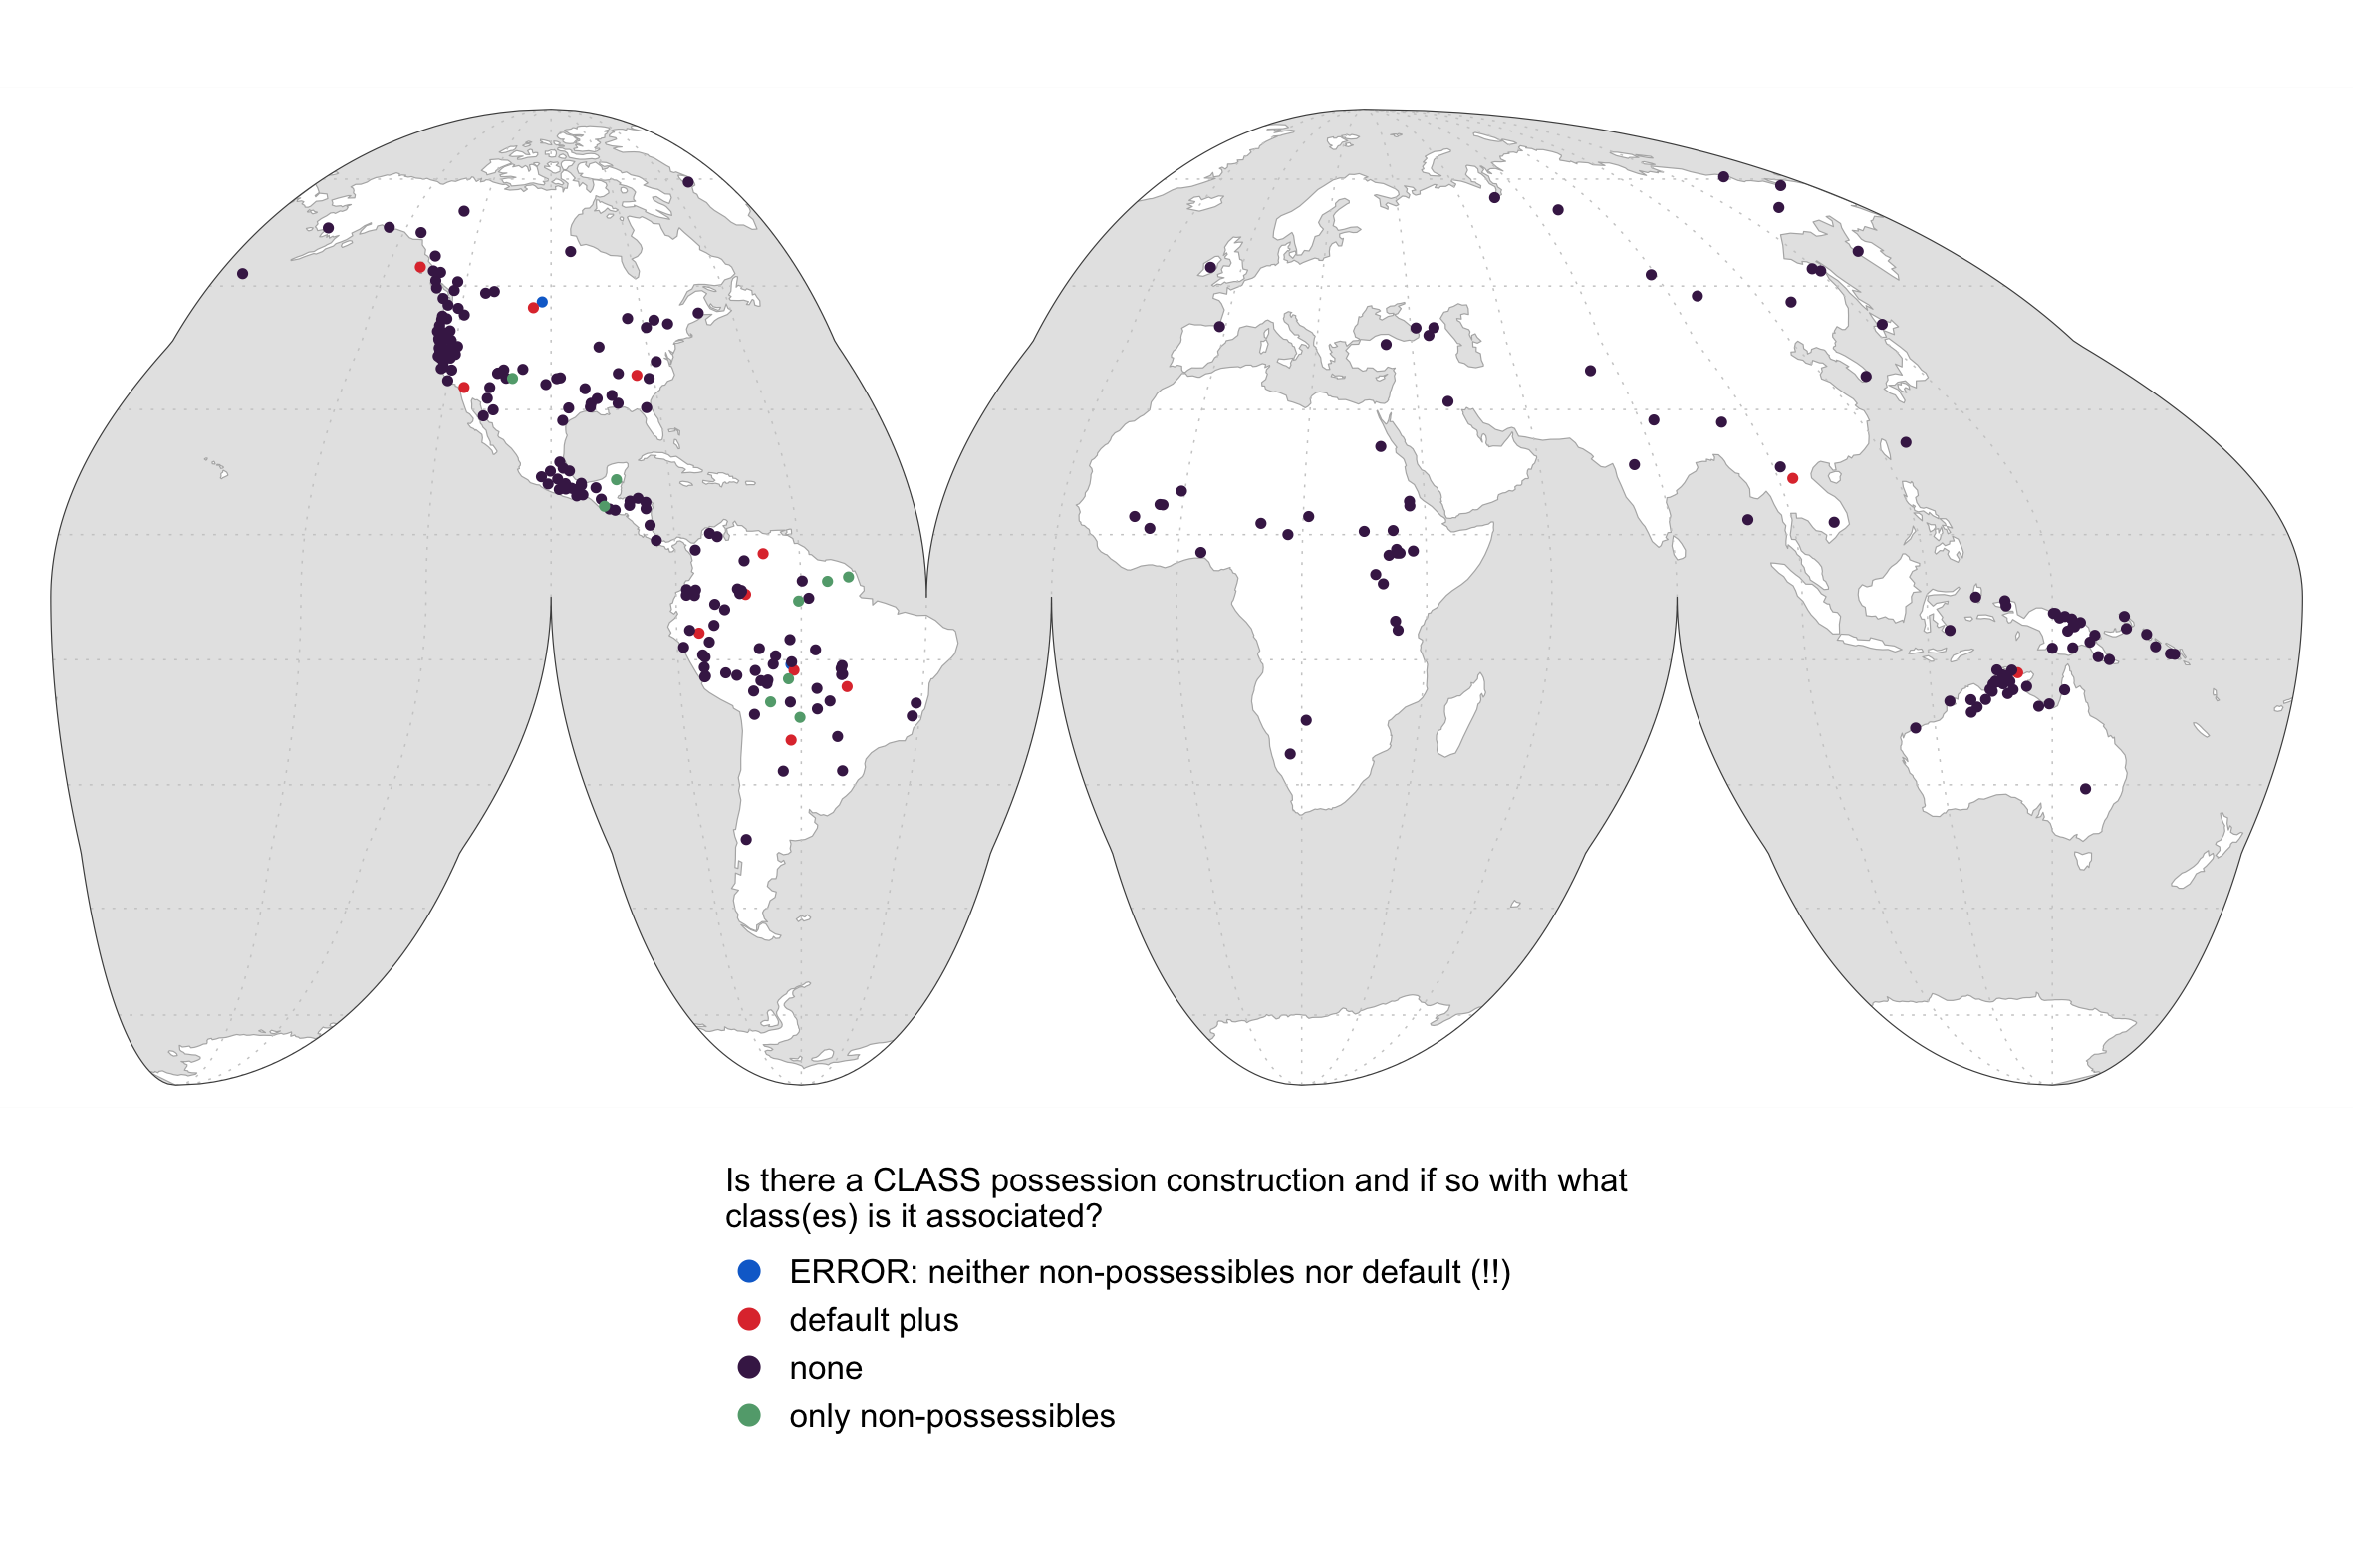 Is there a CLASS possession construction and if so with what
class(es) is it associated?
ERROR: neither non-possessibles nor default (!!)
default plus
none
only non-possessibles